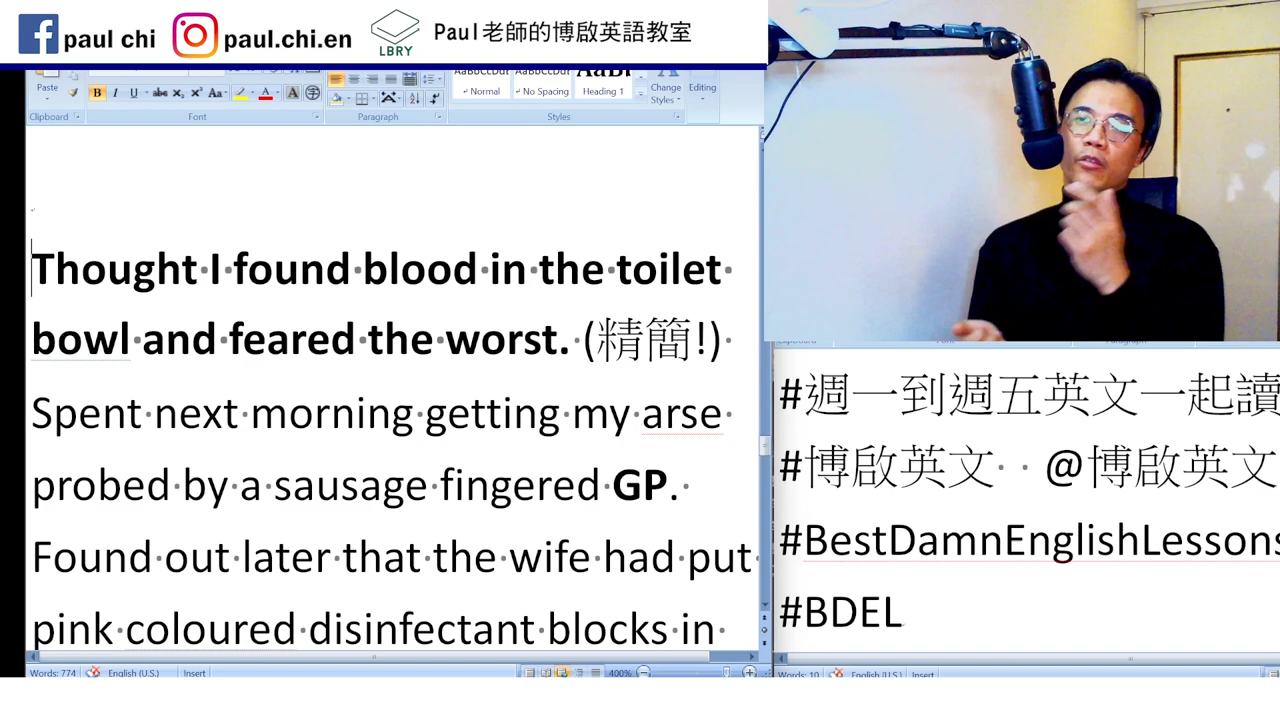 paul chi
paul.chi.en
LBRY
Paul老師的博啟英語教室
Paste
Change
Styles
Editing
Normal
No Spacing
Heading 1
Clipboard
Font
Paragraph
Styles
Thought I found blood in the toilet
bowl and feared the worst. (精簡!)
Spent next morning getting my arse
probed by a sausage fingered GP.
Found out later that the wife had put
pink coloured disinfectant blocks in
#週一到週五英文一起讀
#博啟英文 @博啟英文
#BestDamnEnglishLessons
#BDEL
Words: 774 English (U.S.) Insert 400%
Words: 10 English (U.S.) Insert